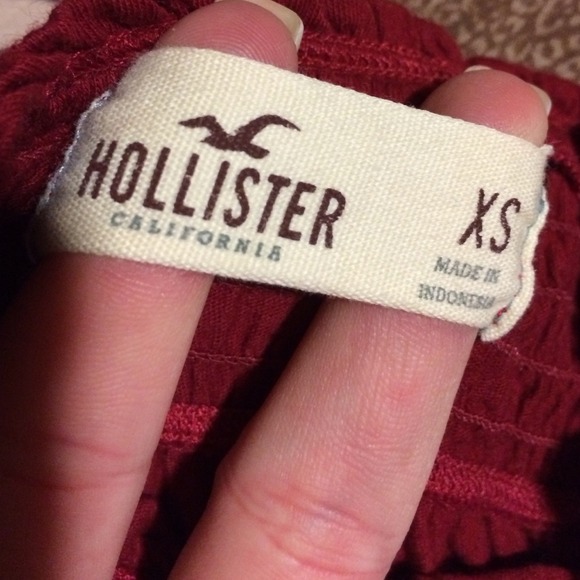 HOLLISTER
CALIFORNIA
XS
MADE IN
INDONESIA